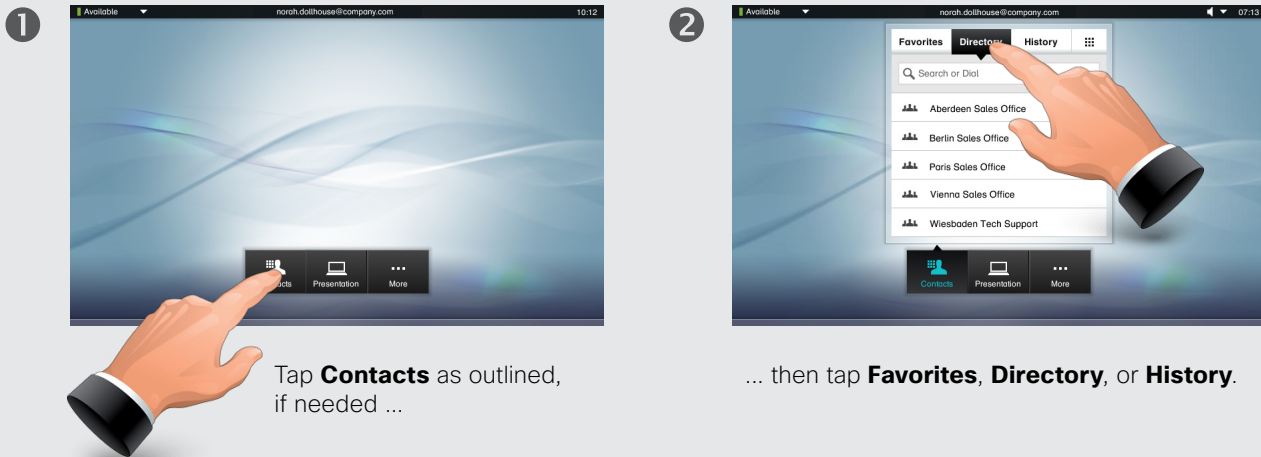 1
Available
norah.dollhouse@company.com
10:12
Presentation
More
Tap Contacts as outlined,
if needed ...
2
Available
norah.dollhouse@company.com
07:13
Favorites
Directory
History
Search or Dial
Aberdeen Sales Office
Berlin Sales Office
Paris Sales Office
Vienna Sales Office
Wiesbaden Tech Support
Contacts
Presentation
More
... then tap Favorites, Directory, or History.